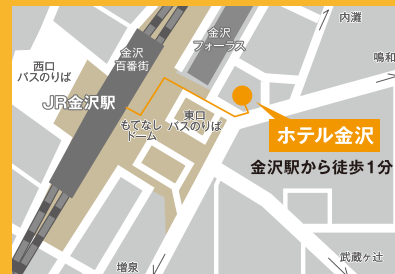 内灘
金沢
フォーラス
鳴和
金沢
百番街
西口
バスのりば
JR金沢駅
もてなし
ドーム
東口
バスのりば
ホテル金沢
金沢駅から徒歩1分
増泉
武蔵ヶ辻